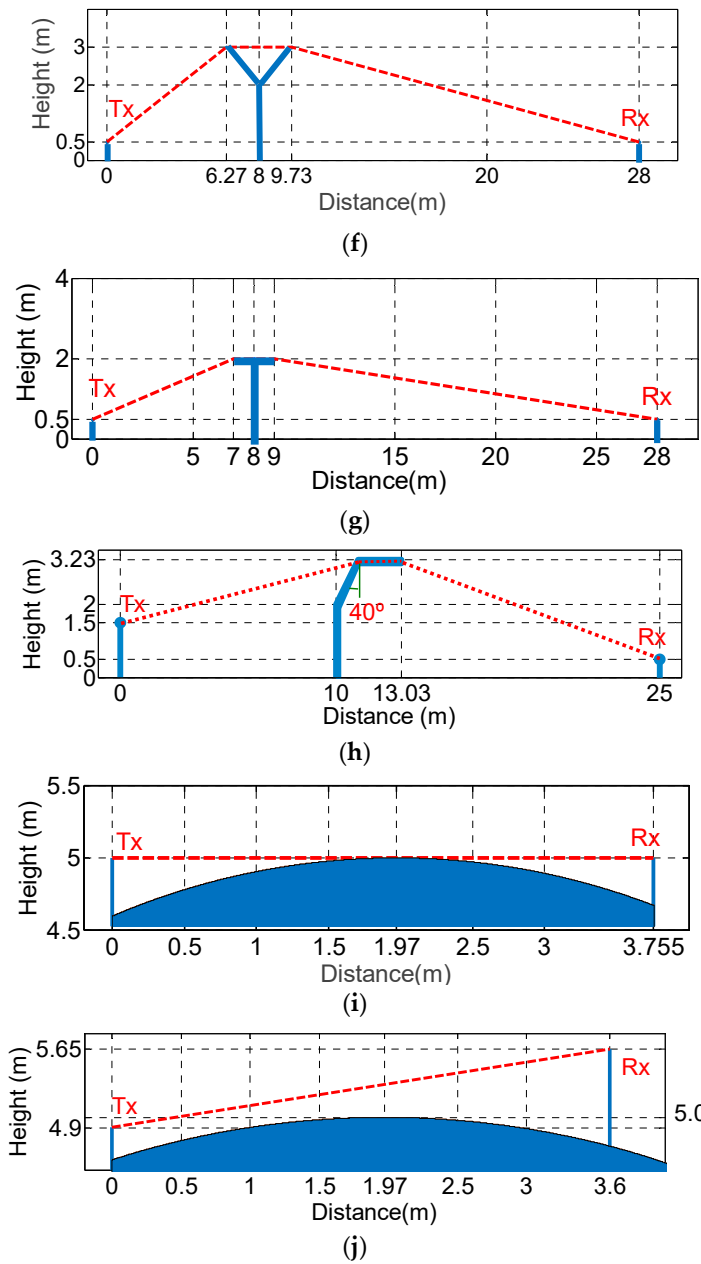 Height (m)
3
2
0.5
0
Tx
Rx
0 6.27 8 9.73 20 28
Distance(m)
(f)
Height (m)
4
2
0.5
0
Tx
Rx
0 5 7 8 9 15 20 25 28
Distance(m)
(g)
Height (m)
3.23
2
1.5
0.5
0
Tx
40º
Rx
0 10 13.03 25
Distance (m)
(h)
Height (m)
5.5
5
4.5
Tx
Rx
0 0.5 1 1.5 1.97 2.5 3 3.755
Distance(m)
(i)
Height (m)
5.65
4.9
Tx
Rx
5.0
0 0.5 1 1.5 1.97 2.5 3 3.6
Distance(m)
(j)